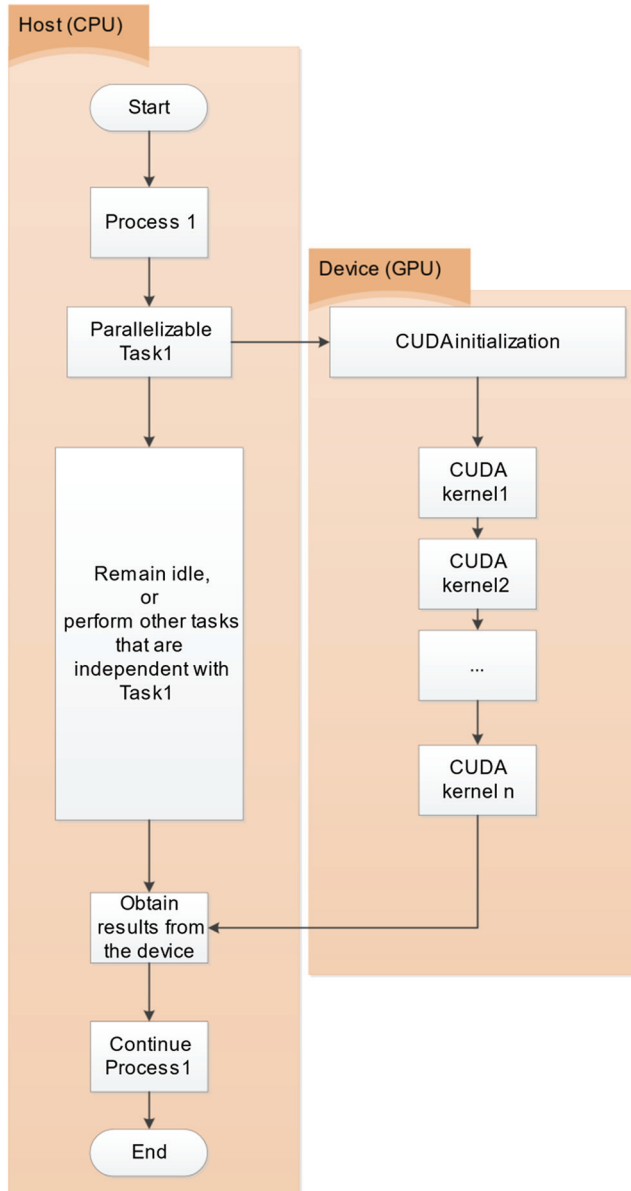 Host (CPU)
Start
Process 1
Parallelizable
Task1
Remain idle,
or
perform other tasks
that are
independent with
Task1
Obtain
results from
the device
Continue
Process1
End
Device (GPU)
CUDAinitialization
CUDA
kernel1
CUDA
kernel2
...
CUDA
kernel n